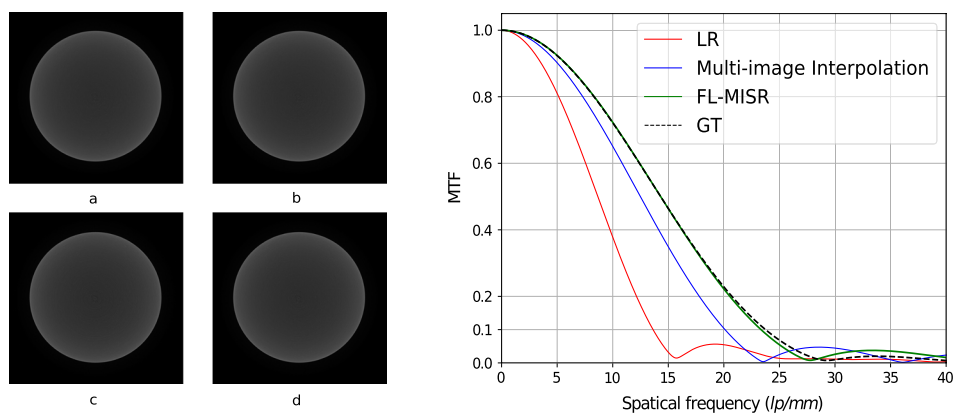 a
b
c
d
MTF
1.0
0.8
0.6
0.4
0.2
0.1
0.0
0
5
10
15
20
25
30
35
40
Spatical frequency (lp/mm)
LR
Multi-image Interpolation
FL-MISR
GT